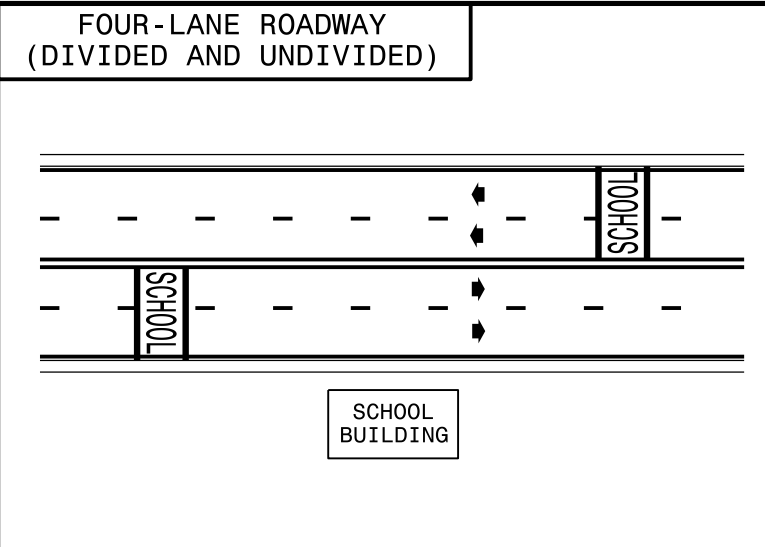 FOUR-LANE ROADWAY
(DIVIDED AND UNDIVIDED)
SCHOOL
SCHOOL
SCHOOL
BUILDING